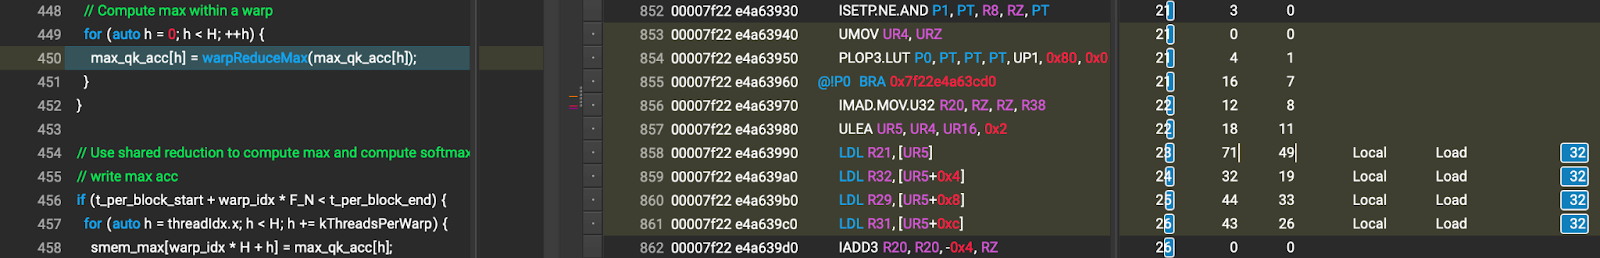 448 // Compute max within a warp
449 for (auto h = 0; h < H; ++h) {
450 max_qk_acc[h] = warpReduceMax(max_qk_acc[h]);
451 }
452 }
453
454 // Use shared reduction to compute max and compute softmax
455 // write max acc
456 if (t_per_block_start + warp_idx * F_N < t_per_block_end) {
457 for (auto h = threadIdx.x; h < H; h += kThreadsPerWarp) {
458 smem_max[warp_idx * H + h] = max_qk_acc[h];
852 00007f22 e4a63930 ISETP.NE.AND P1, PT, R8, RZ, PT 21 3 0
853 00007f22 e4a63940 UMOV UR4, URZ 21 0 0
854 00007f22 e4a63950 PLOP3.LUT P0, PT, PT, PT, UP1, 0x80, 0x0 21 4 1
855 00007f22 e4a63960 @!P0 BRA 0x7f22e4a63cd0 21 16 7
856 00007f22 e4a63970 IMAD.MOV.U32 R20, RZ, RZ, R38 22 12 8
857 00007f22 e4a63980 ULEA UR5, UR4, UR16, 0x2 22 18 11
858 00007f22 e4a63990 LDL R21, [UR5] 23 71 49 Local Load 32
859 00007f22 e4a639a0 LDL R32, [UR5+0x4] 24 32 19 Local Load 32
860 00007f22 e4a639b0 LDL R29, [UR5+0x8] 25 44 33 Local Load 32
861 00007f22 e4a639c0 LDL R31, [UR5+0xc] 26 43 26 Local Load 32
862 00007f22 e4a639d0 IADD3 R20, R20, -0x4, RZ 26 0 0